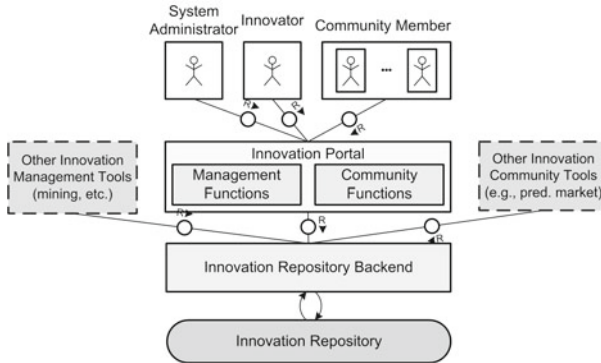 System
Administrator
Innovator
Community Member
R
R
...
R
Innovation Portal
Management
Functions
Community
Functions
Other Innovation
Management Tools
(mining, etc.)
Other Innovation
Community Tools
(e.g., pred. market)
R
R
R
Innovation Repository Backend
Innovation Repository